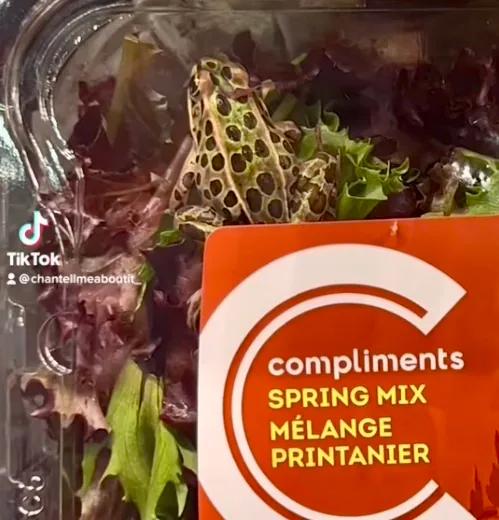 TikTok
@chantellmeaboutit_
compliments
SPRING MIX
MÉLANGE
PRINTANIER